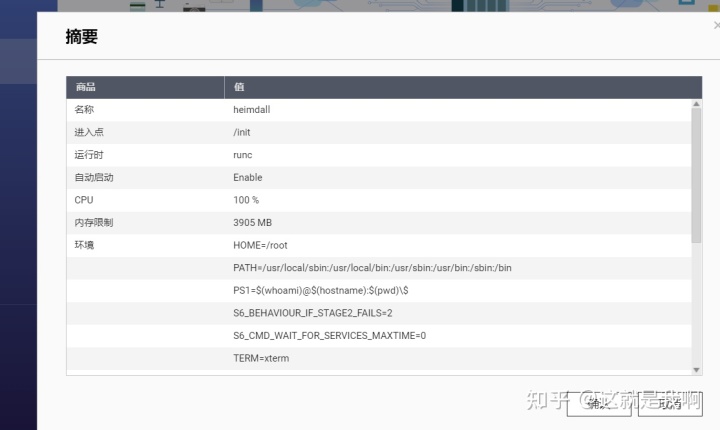 摘要
商品 值
名称 heimdall
进入点 /init
运行时 runc
自动启动 Enable
CPU 100 %
内存限制 3905 MB
环境 HOME=/root
PATH=/usr/local/sbin:/usr/local/bin:/usr/sbin:/usr/bin:/sbin:/bin
PS1=$(whoami)@$(hostname):$(pwd)\$
S6_BEHAVIOUR_IF_STAGE2_FAILS=2
S6_CMD_WAIT_FOR_SERVICES_MAXTIME=0
TERM=xterm
确认 取消
知乎 @这就是我啊